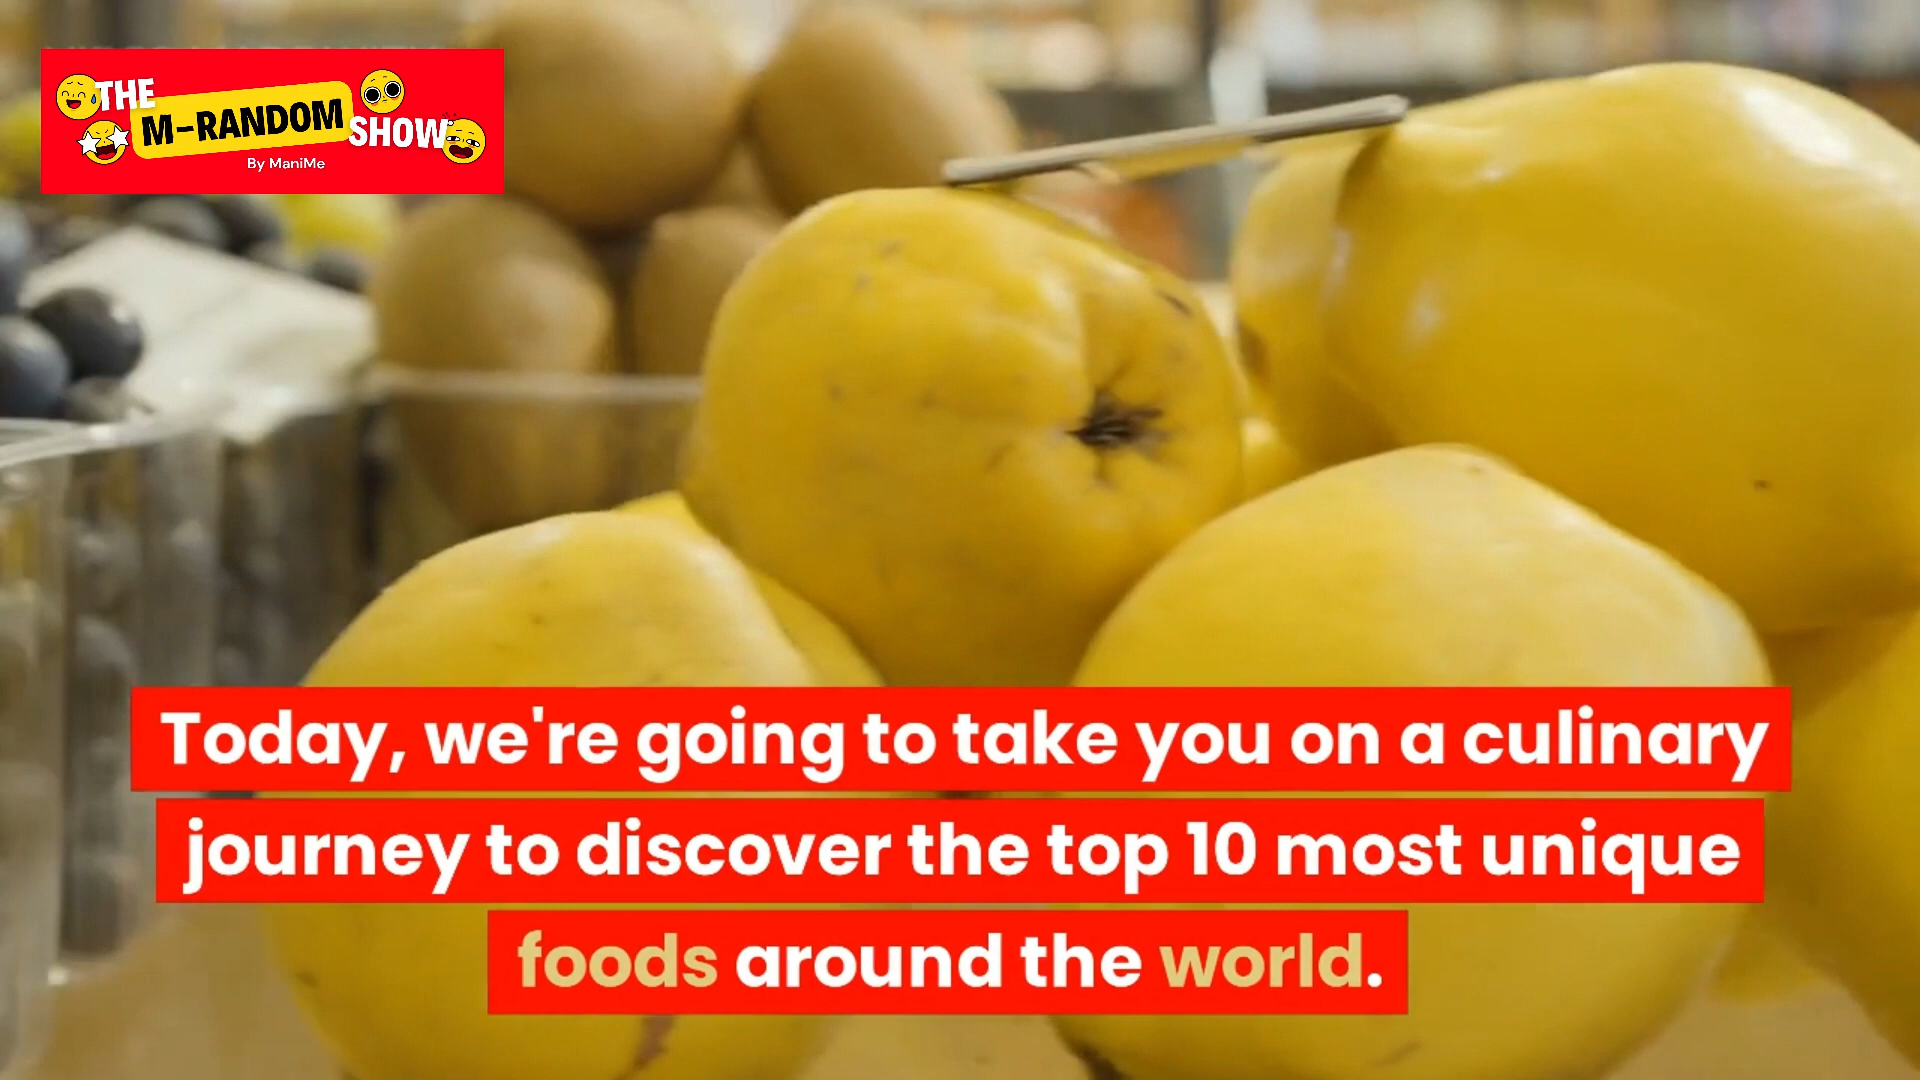 THE
M-RANDOM
SHOW
By ManiMe
Today, we're going to take you on a culinary
journey to discover the top 10 most unique
foods around the world.